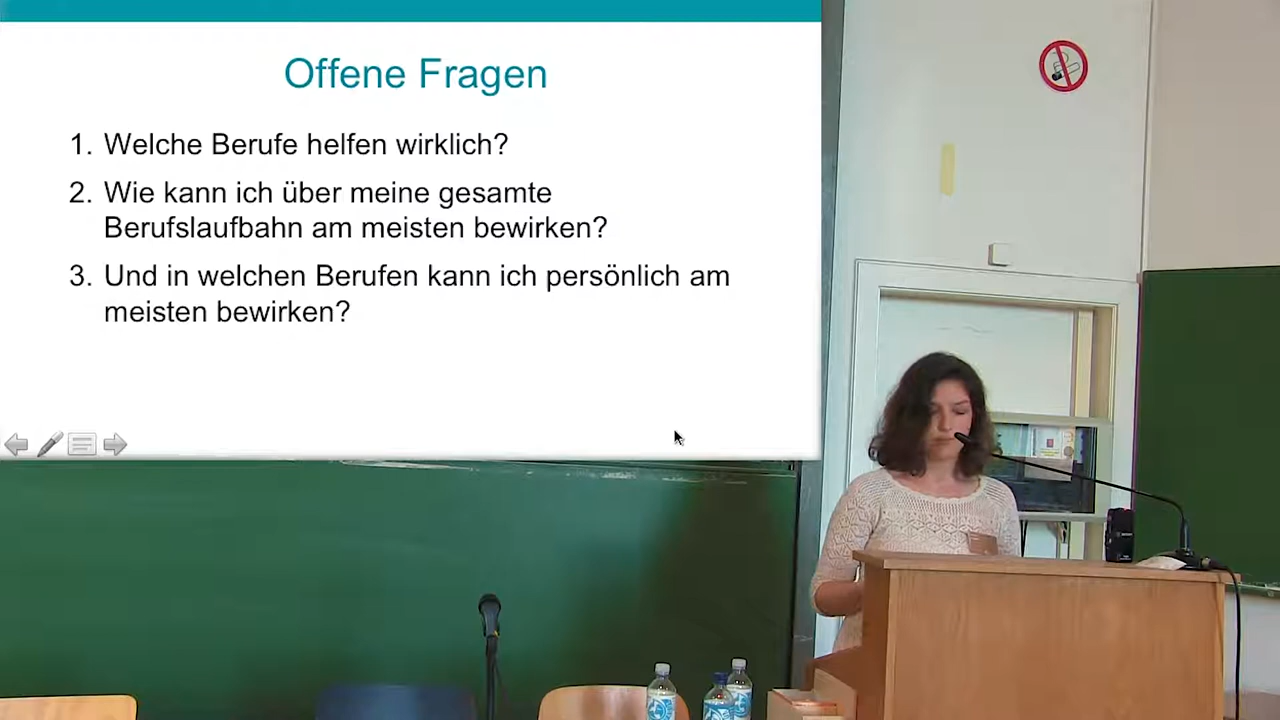 Offene Fragen
1. Welche Berufe helfen wirklich?
2. Wie kann ich über meine gesamte
Berufslaufbahn am meisten bewirken?
3. Und in welchen Berufen kann ich persönlich am
meisten bewirken?